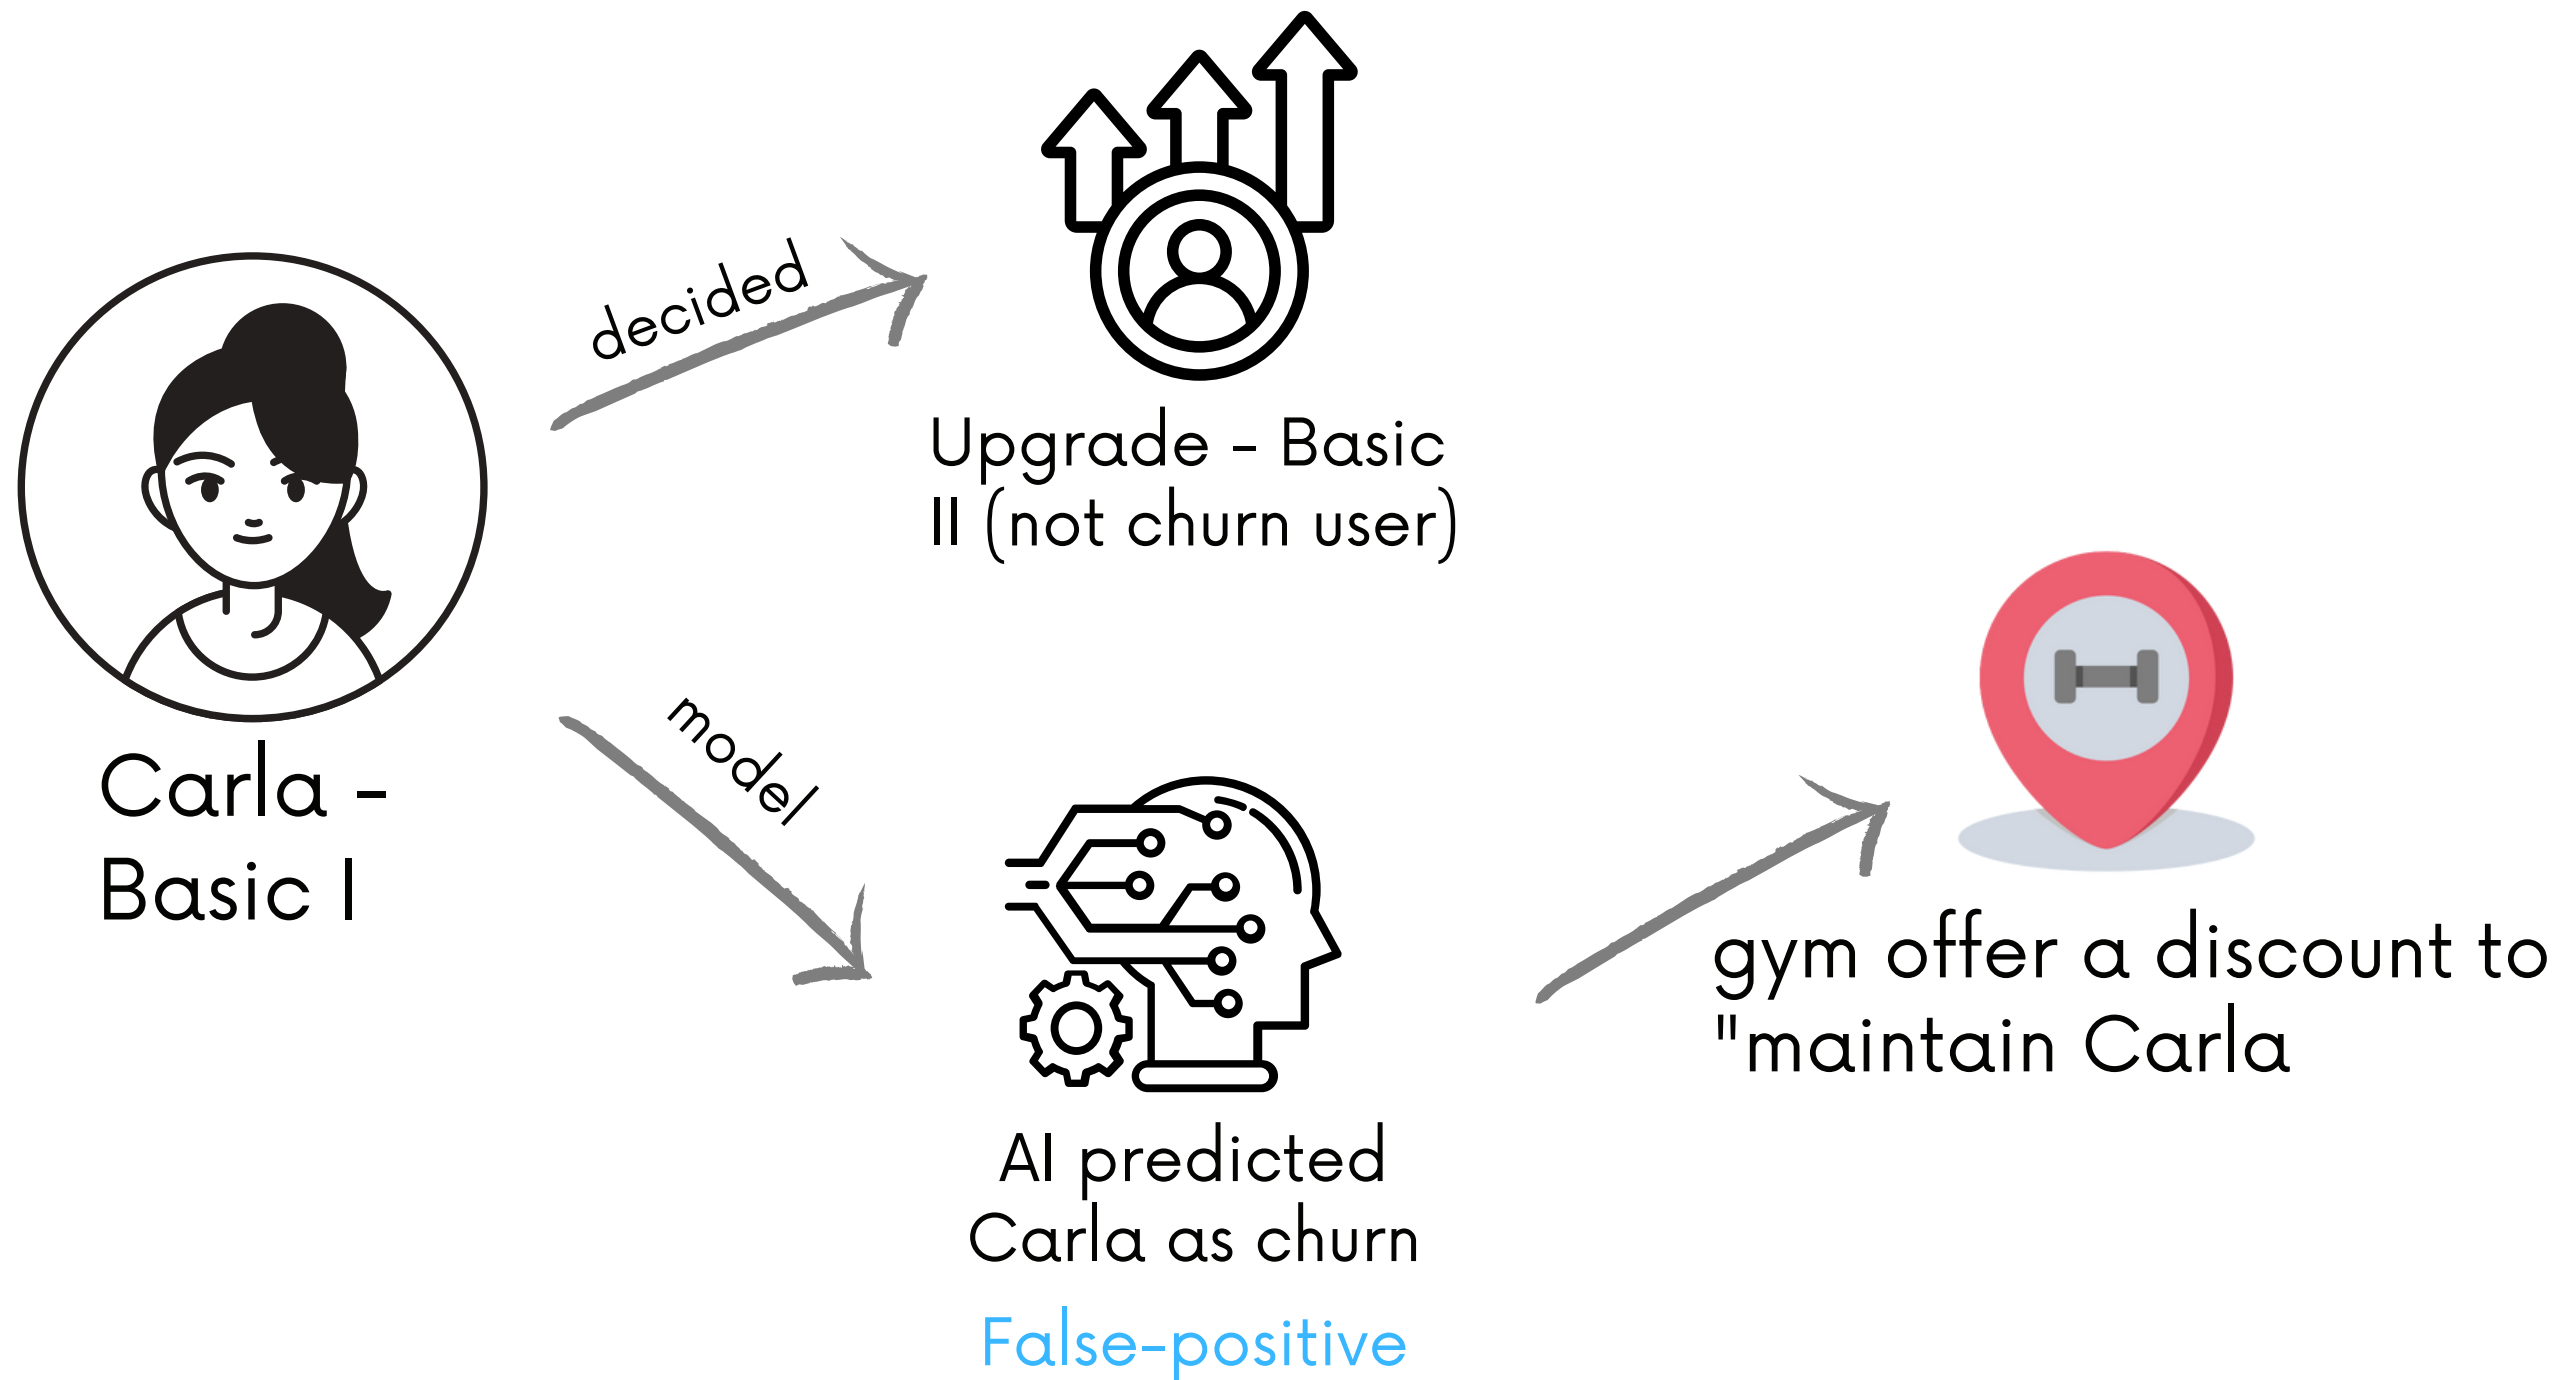 decided
Upgrade - Basic
II (not churn user)
Carla -
Basic I
model
AI predicted
Carla as churn
False-positive
gym offer a discount to
"maintain Carla